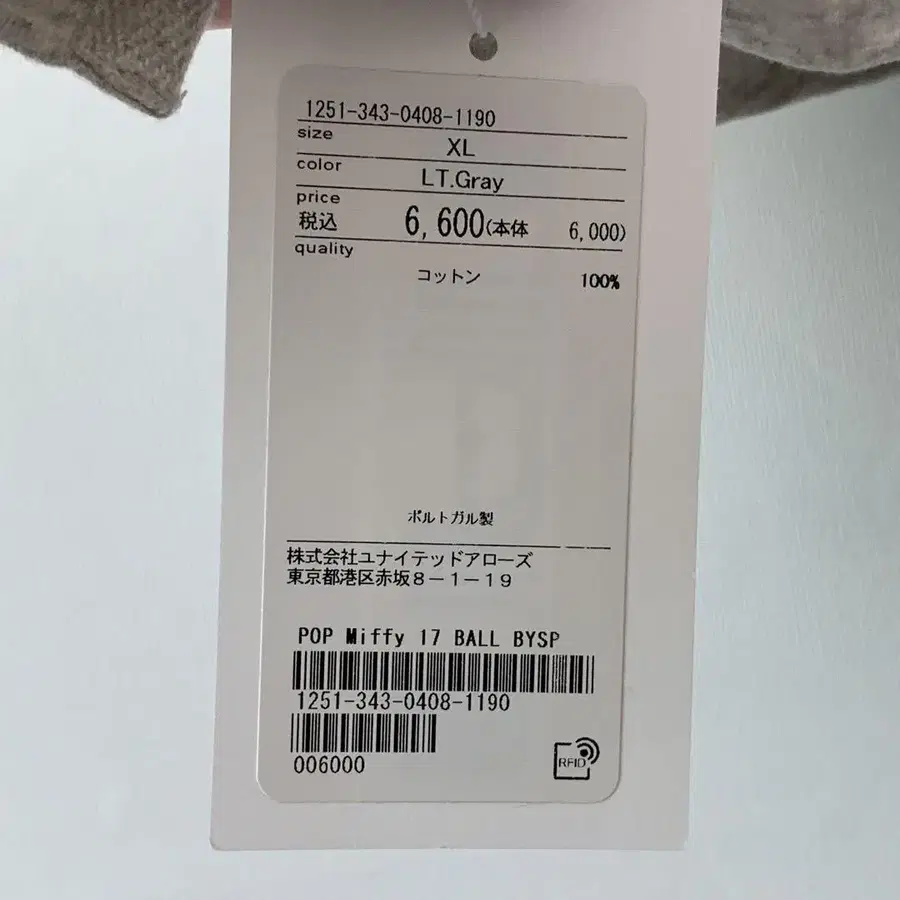 1251-343-0408-1190
size
XL
color
LT.Gray
price
税込 6,600(本体 6,000)
quality
コットン 100%
ポルトガル製
株式会社ユナイテッドアローズ
東京都港区赤坂8-1-19
POP Miffy 17 BALL BYSP
1251-343-0408-1190
006000
RFID